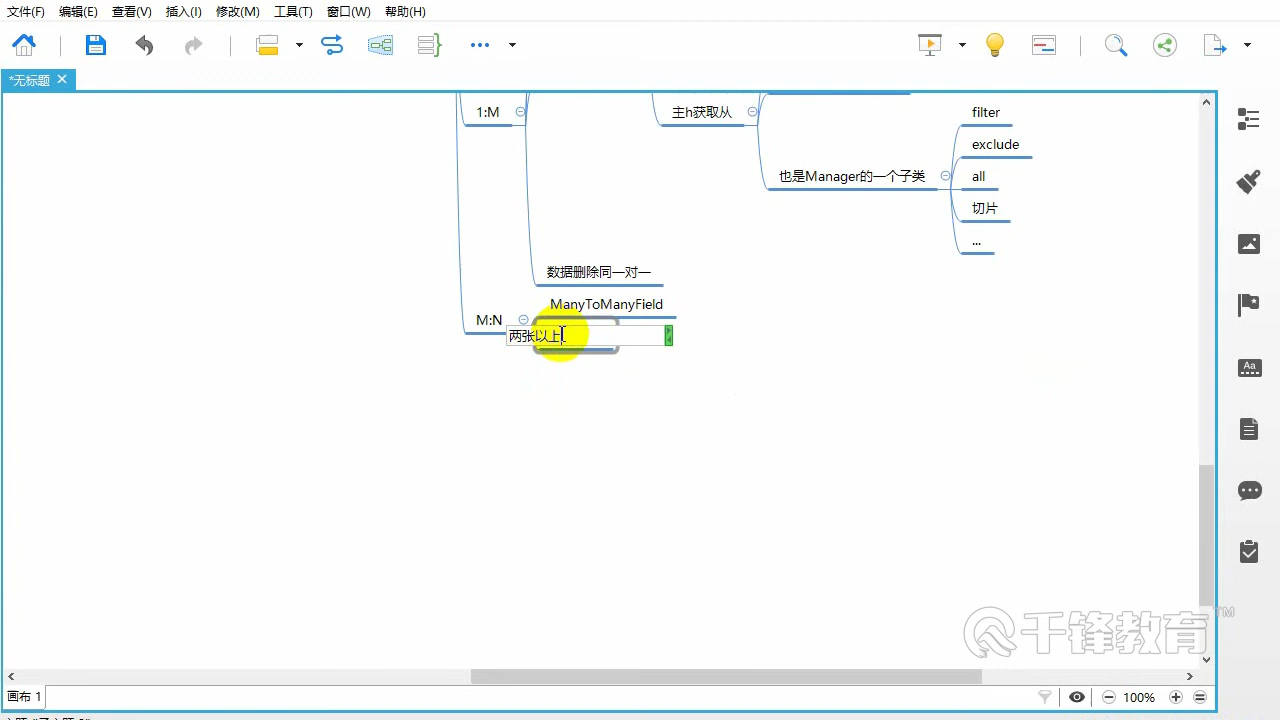 文件(F) 编辑(E) 查看(V) 插入(I) 修改(M) 工具(T) 窗口(W) 帮助(H)
*无标题
1:M
主h获取从
filter
exclude
也是Manager的一个子类
all
切片
...
数据删除同一对一
ManyToManyField
M:N
两张以上
Aa
千锋教育 TM
画布 1
100%